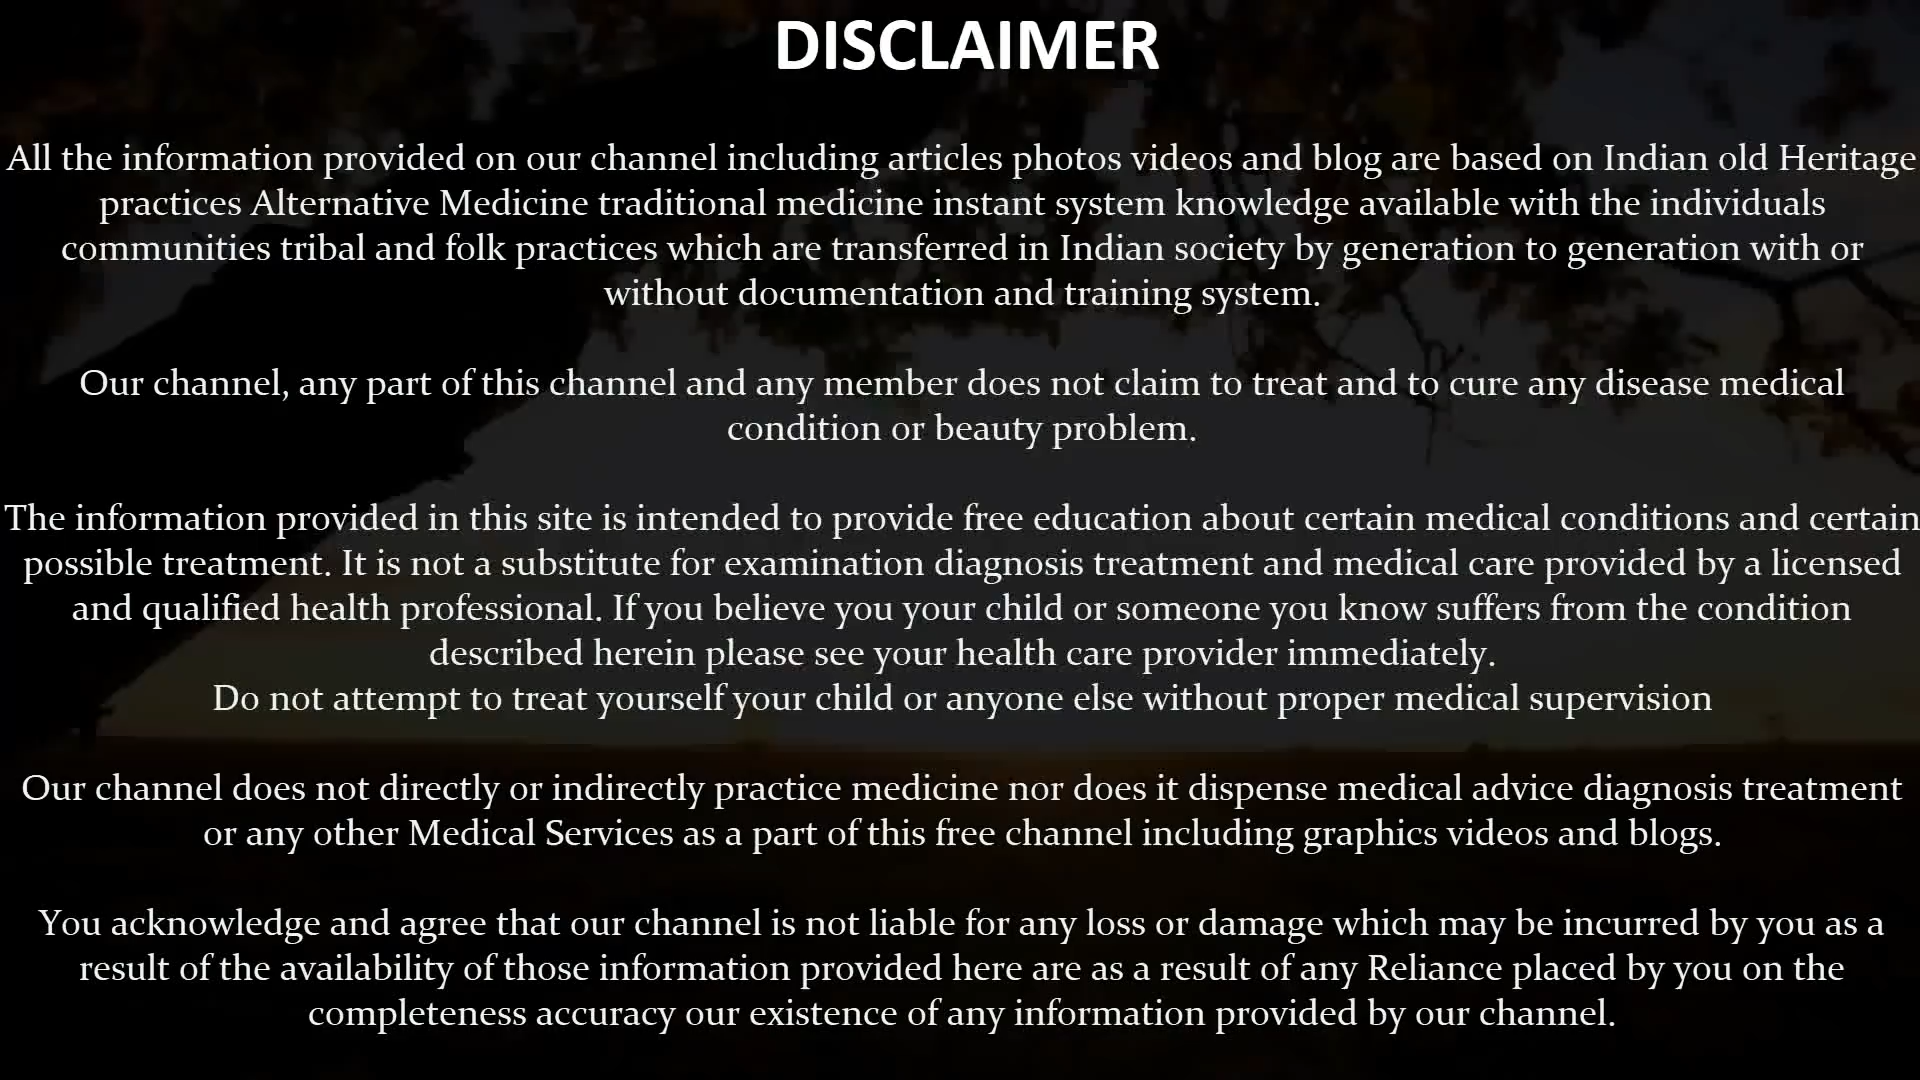 DISCLAIMER
All the information provided on our channel including articles photos videos and blog are based on Indian old Heritage
practices Alternative Medicine traditional medicine instant system knowledge available with the individuals
communities tribal and folk practices which are transferred in Indian society by generation to generation with or
without documentation and training system.
Our channel, any part of this channel and any member does not claim to treat and to cure any disease medical
condition or beauty problem.
The information provided in this site is intended to provide free education about certain medical conditions and certain
possible treatment. It is not a substitute for examination diagnosis treatment and medical care provided by a licensed
and qualified health professional. If you believe you your child or someone you know suffers from the condition
described herein please see your health care provider immediately.
Do not attempt to treat yourself your child or anyone else without proper medical supervision
Our channel does not directly or indirectly practice medicine nor does it dispense medical advice diagnosis treatment
or any other Medical Services as a part of this free channel including graphics videos and blogs.
You acknowledge and agree that our channel is not liable for any loss or damage which may be incurred by you as a
result of the availability of those information provided here are as a result of any Reliance placed by you on the
completeness accuracy our existence of any information provided by our channel.